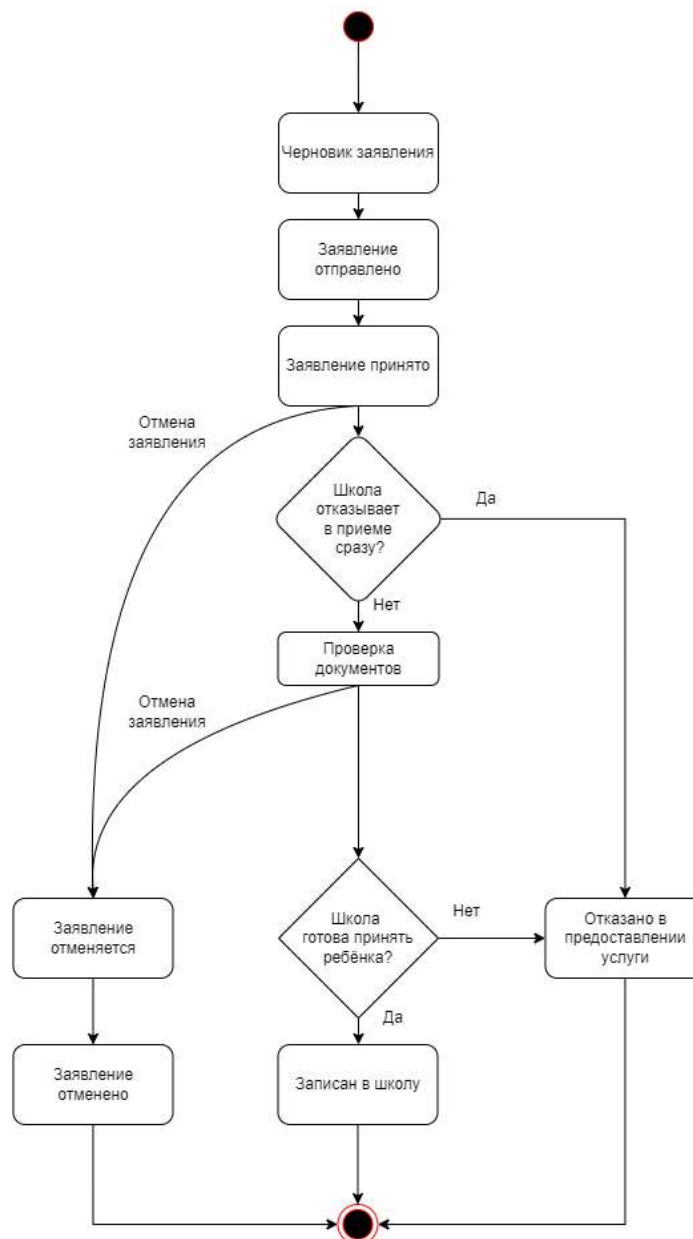 Черновик заявления
Заявление
отправлено
Заявление принято
Отмена
заявления
Школа
отказывает
в приеме
сразу?
Да
Нет
Проверка
документов
Отмена
заявления
Заявление
отменяется
Школа
готова принять
ребёнка?
Нет
Отказано в
предоставлении
услуги
Да
Заявление
отменено
Записан в школу